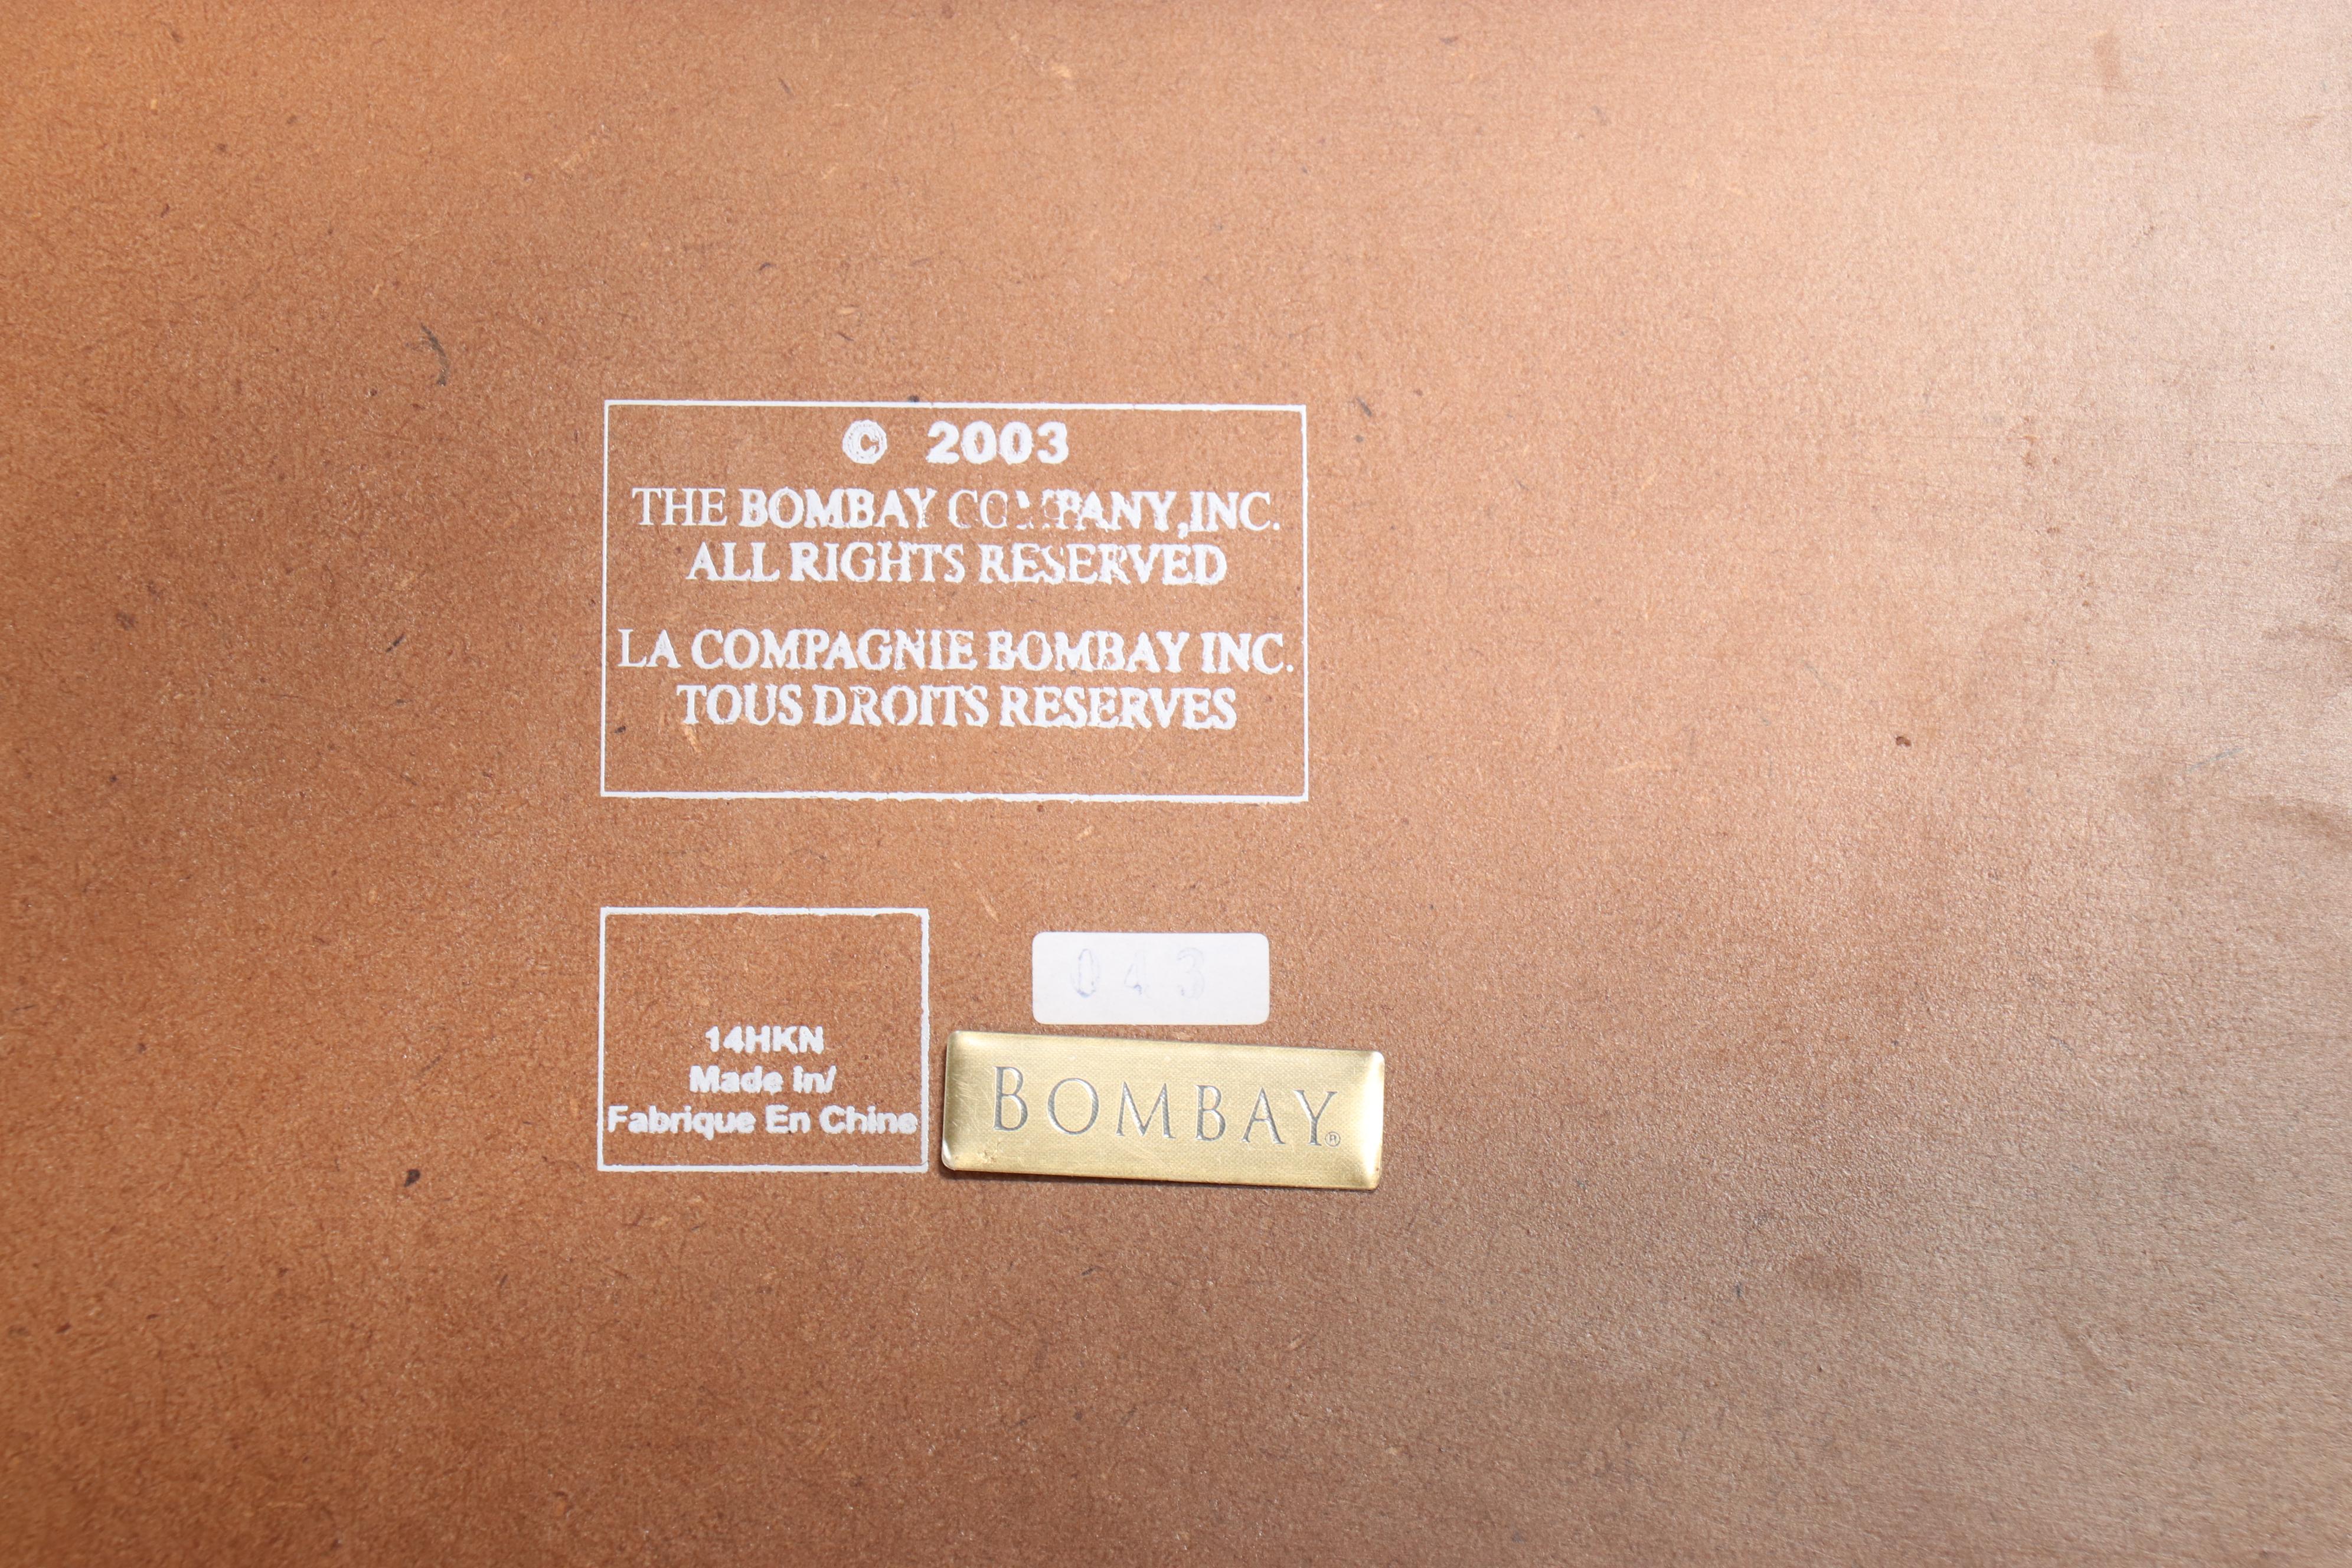 © 2003
THE BOMBAY COMPANY,INC.
ALL RIGHTS RESERVED
LA COMPAGNIE BOMBAY INC.
TOUS DROITS RESERVES
043
14HKN
Made In/
Fabrique En Chine
BOMBAY®